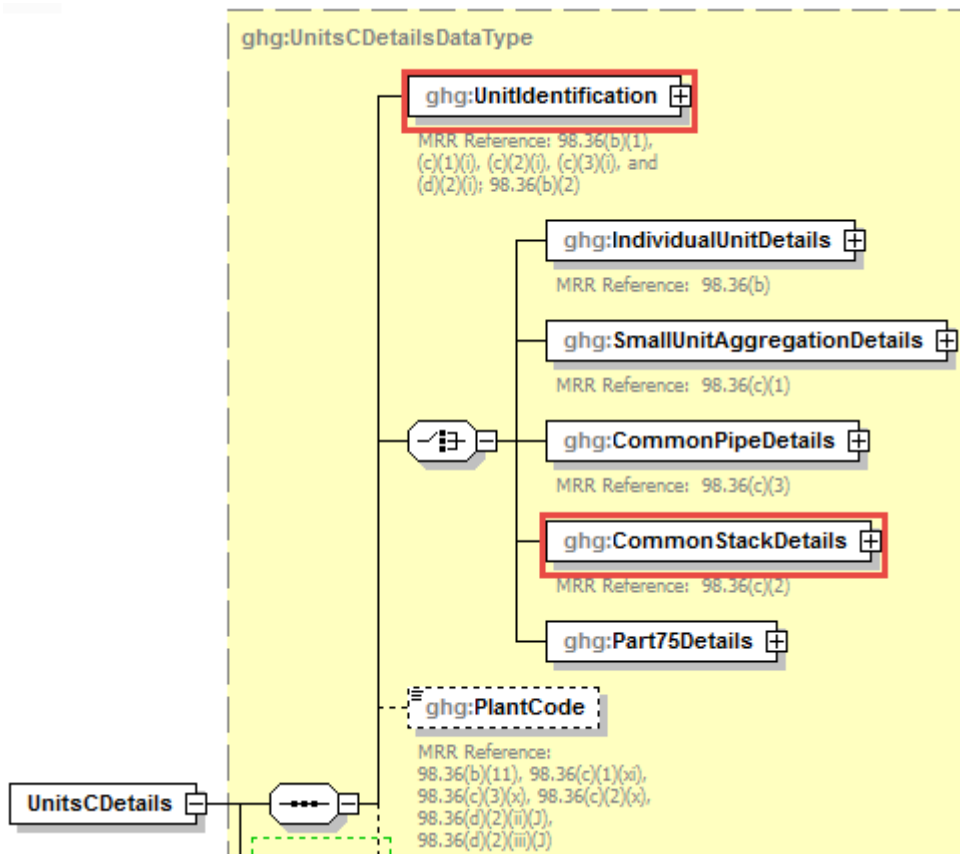 ghg:UnitsCDetailsDataType
ghg:UnitIdentification
MRR Reference: 98.36(b)(1),
(c)(1)(i), (c)(2)(i), (c)(3)(i), and
(d)(2)(i); 98.36(b)(2)
ghg:IndividualUnitDetails
MRR Reference: 98.36(b)
ghg:SmallUnitAggregationDetails
MRR Reference: 98.36(c)(1)
ghg:CommonPipeDetails
MRR Reference: 98.36(c)(3)
ghg:CommonStackDetails
MRR Reference: 98.36(c)(2)
ghg:Part75Details
ghg:PlantCode
MRR Reference:
98.36(b)(11), 98.36(c)(1)(xi),
98.36(c)(3)(x), 98.36(c)(2)(x),
98.36(d)(2)(ii)(J),
98.36(d)(2)(iii)(J)
UnitsCDetails